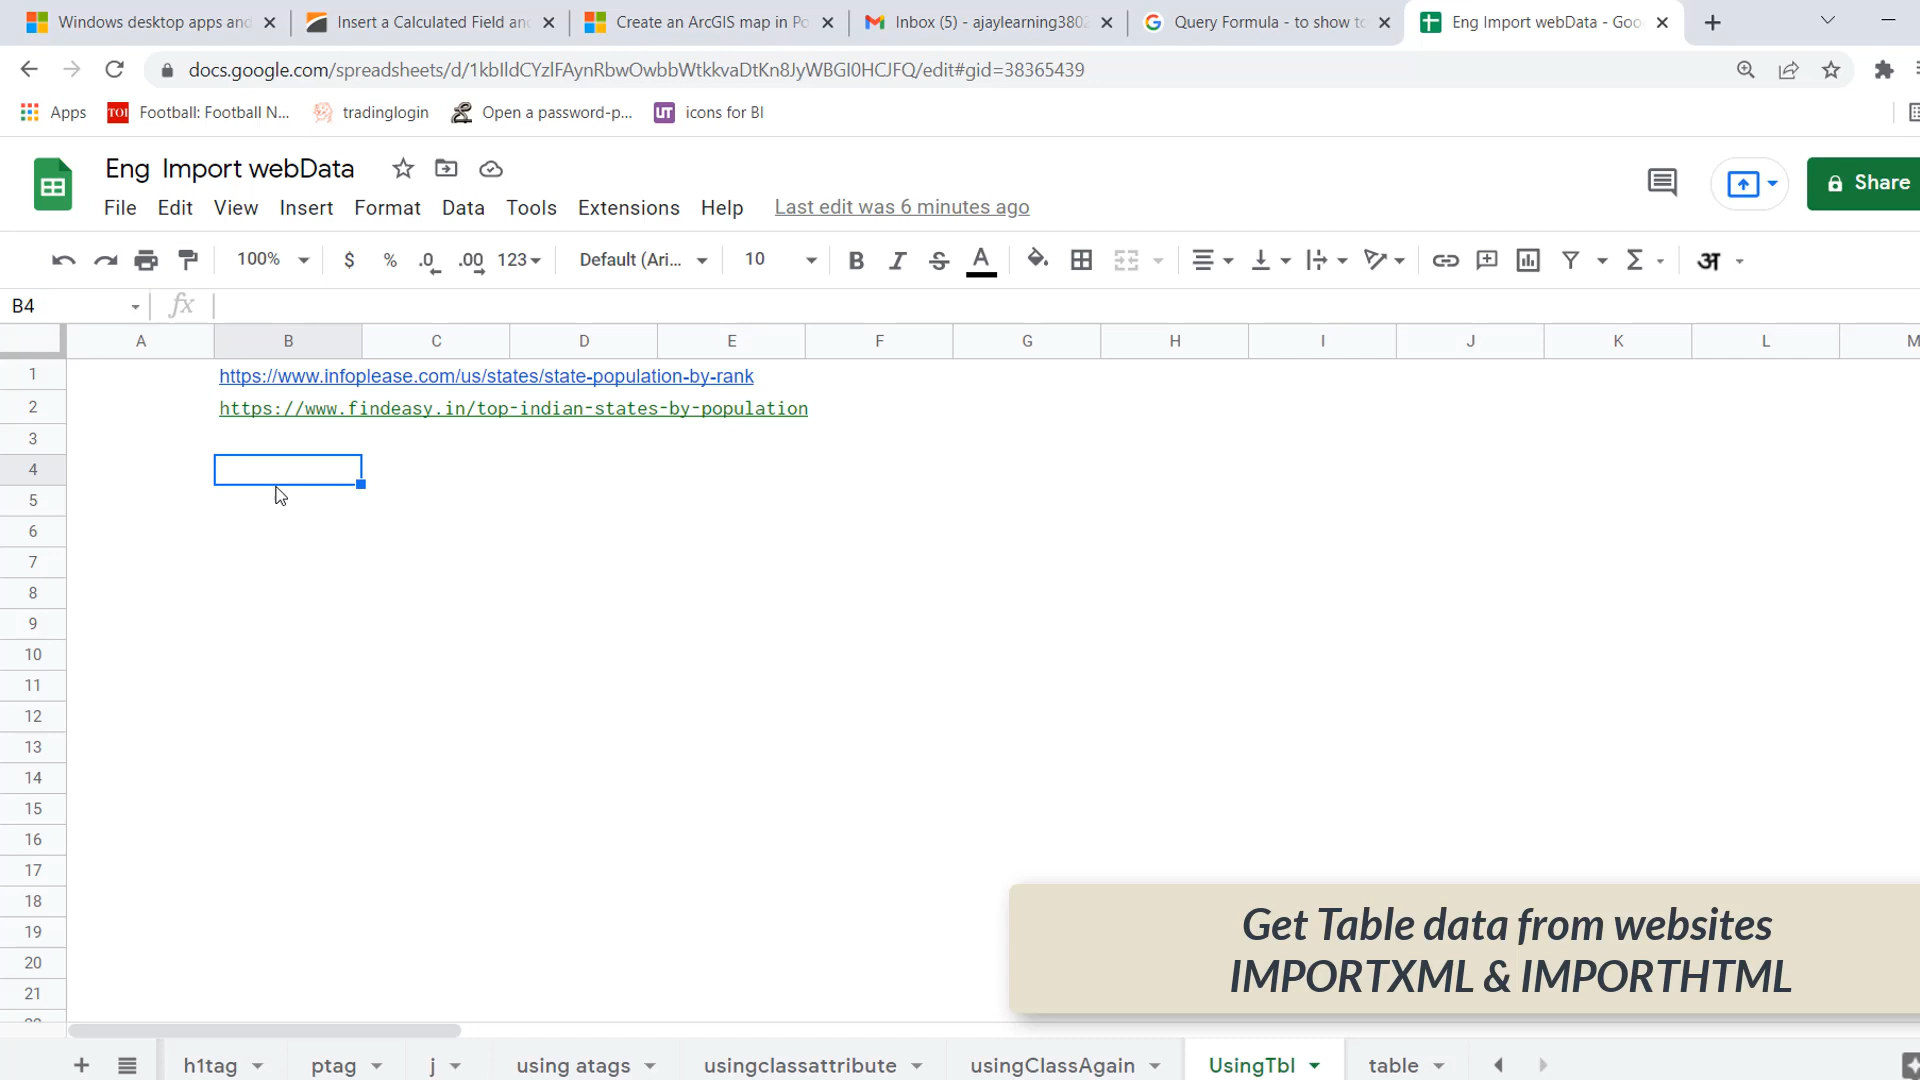 Windows desktop apps and
Insert a Calculated Field an
Create an ArcGIS map in Po
Inbox (5) - ajaylearning3802
Query Formula - to show to
Eng Import webData - Goo
docs.google.com/spreadsheets/d/1kbIldCYzlFAynRbwOwbbWtkkvaDtKn8JyWBGI0HCJFQ/edit#gid=38365439
Apps
TOI Football: Football N...
tradinglogin
Open a password-p...
UT icons for BI
Eng Import webData
File Edit View Insert Format Data Tools Extensions Help Last edit was 6 minutes ago
Share
100% $ % .0 .00 123 Default (Ari... 10 B I S A Σ अ
B4 fx
A B C D E F G H I J K L M
1 https://www.infoplease.com/us/states/state-population-by-rank
2 https://www.findeasy.in/top-indian-states-by-population
3
4
5
6
7
8
9
10
11
12
13
14
15
16
17
18
19
20
21
Get Table data from websites
IMPORTXML & IMPORTHTML
h1tag ptag j using atags usingclassattribute usingClassAgain UsingTbl table